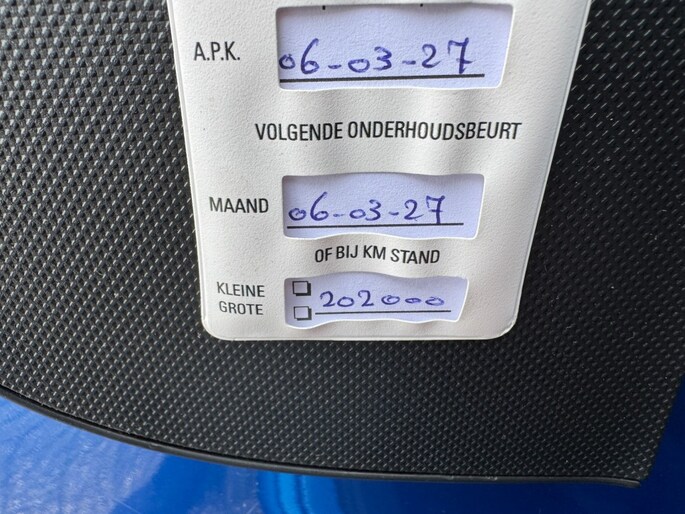 A.P.K. 06-03-27
VOLGENDE ONDERHOUDSBEURT
MAAND 06-03-27
OF BIJ KM STAND
KLEINE
GROTE 202000